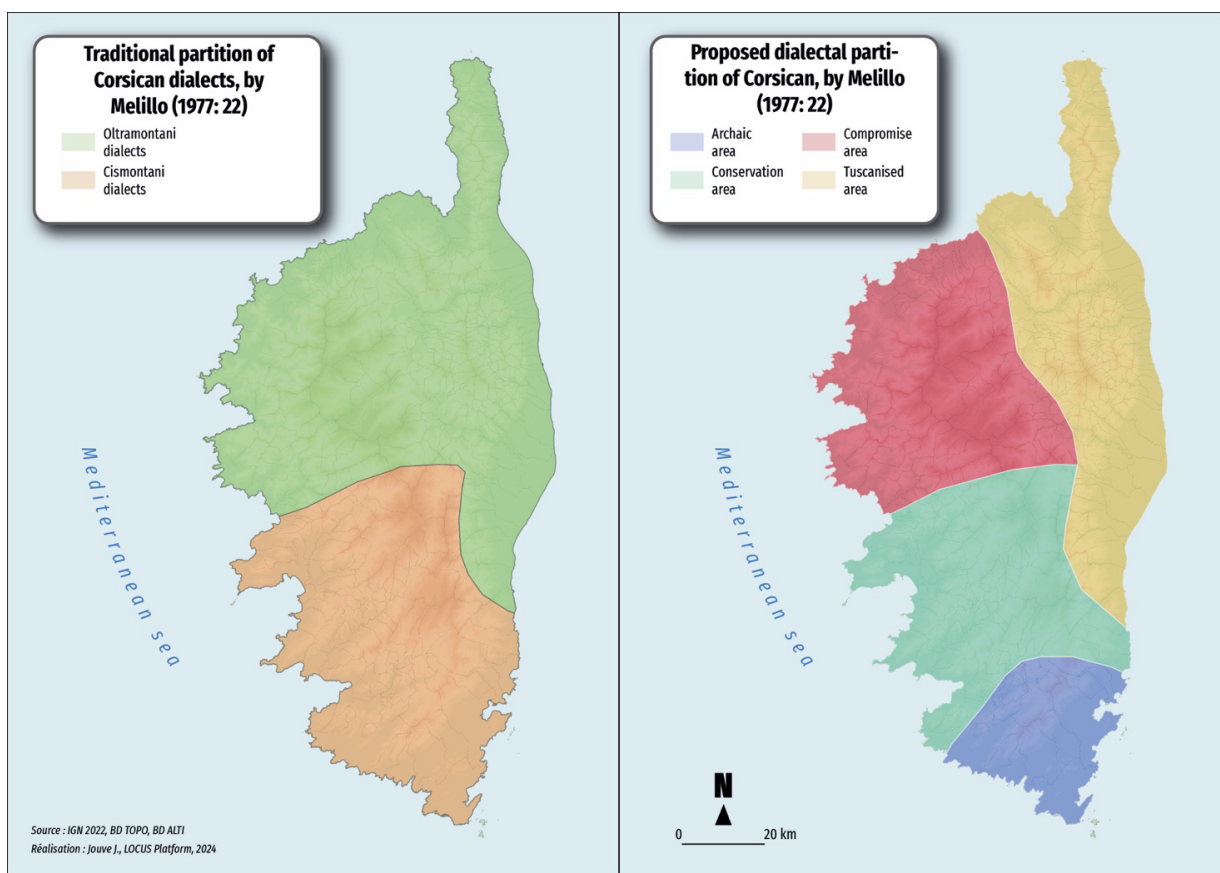 Traditional partition of
Corsican dialects, by
Melillo (1977: 22)
Oltramontani
dialects
Cismontani
dialects
Mediterranean sea
Source : IGN 2022, BD TOPO, BD ALTI
Réalisation : Jouve J., LOCUS Platform, 2024
Proposed dialectal parti-
tion of Corsican, by Melillo
(1977: 22)
Archaic
area
Compromise
area
Conservation
area
Tuscanised
area
Mediterranean sea
N
0 20 km